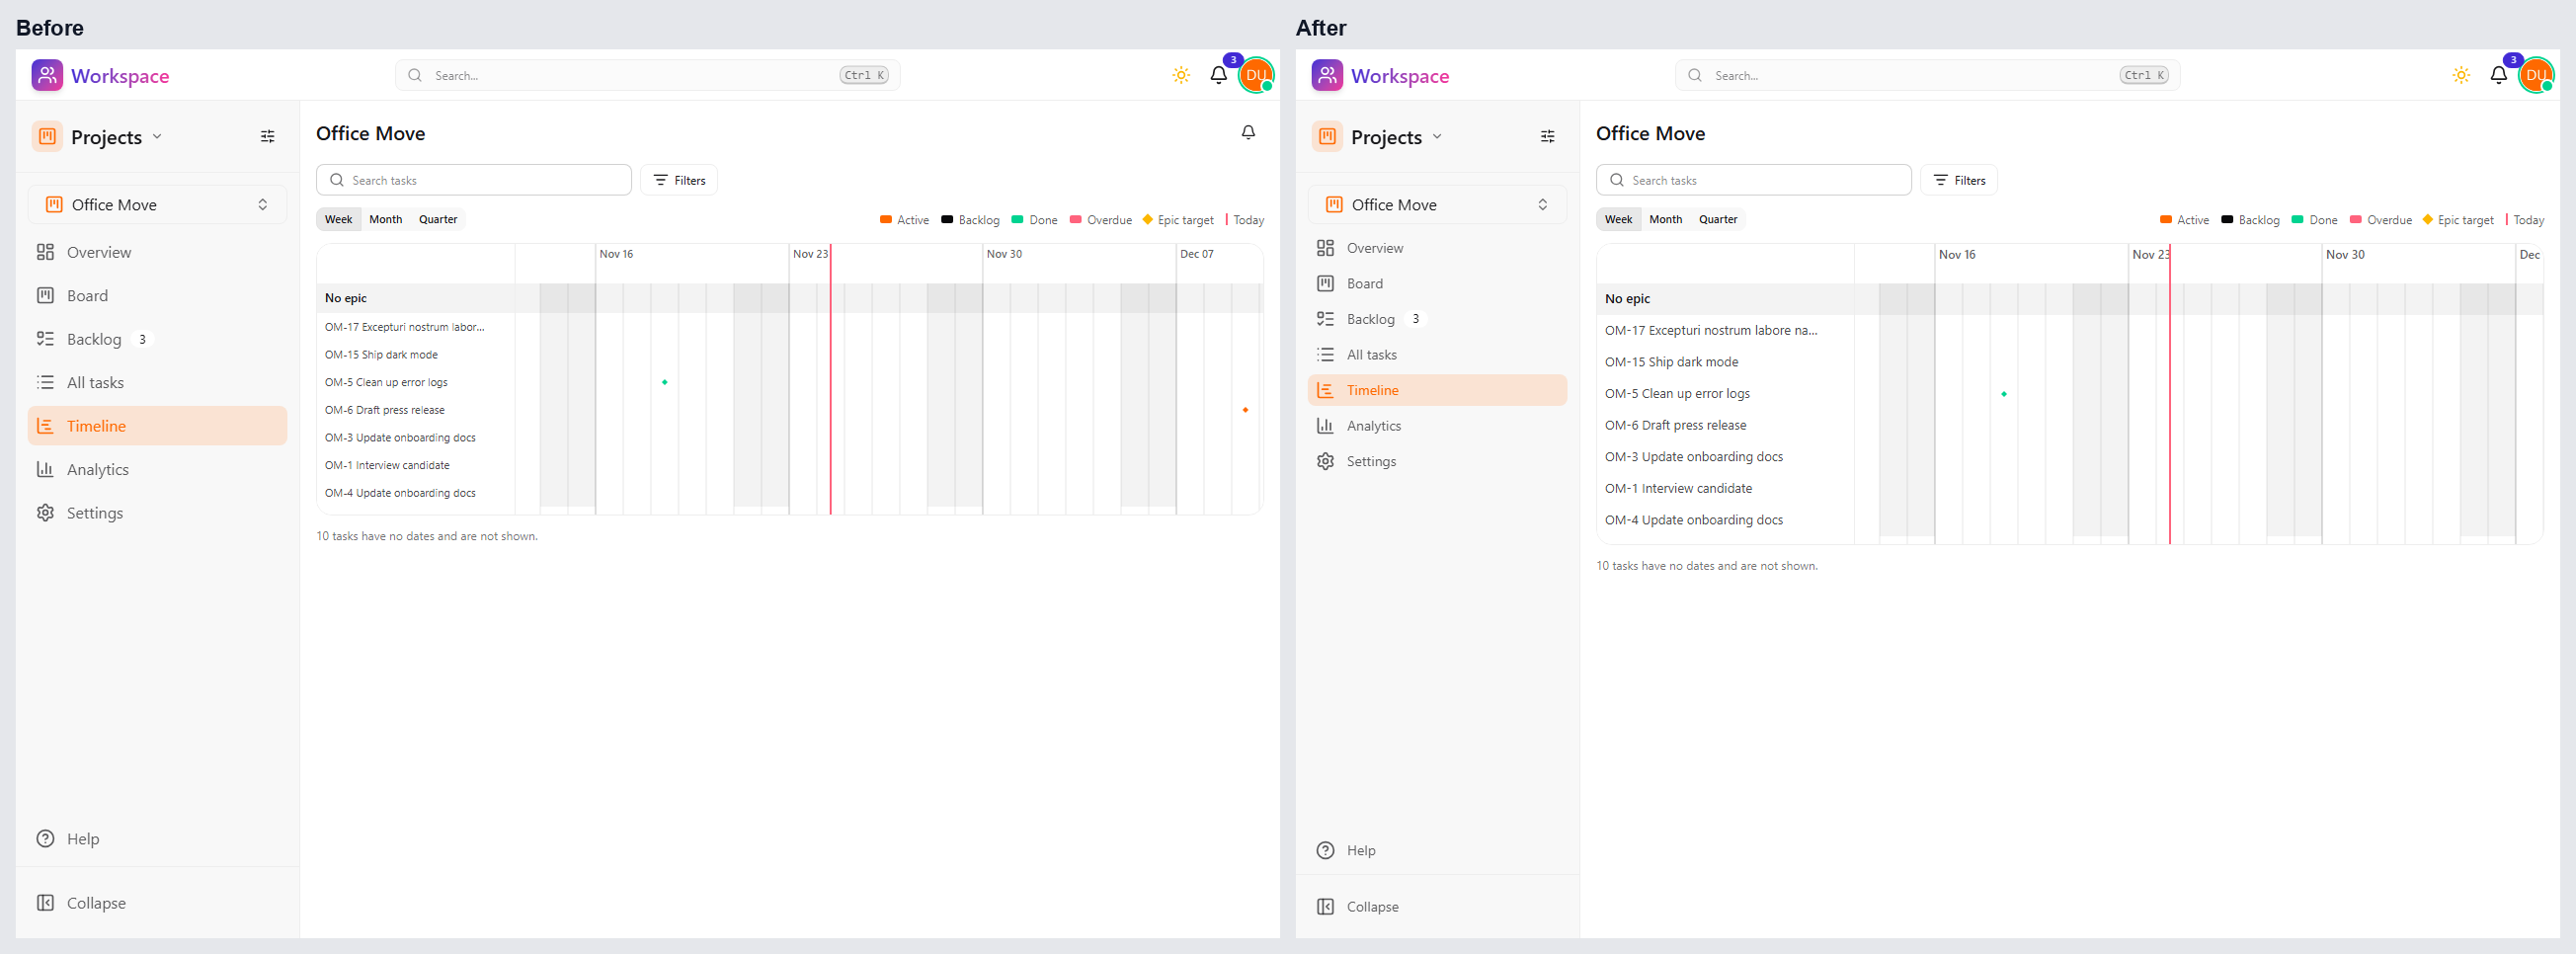 Before
Workspace
Search...
Ctrl K
3
DU
Projects
Office Move
Overview
Board
Backlog 3
All tasks
Timeline
Analytics
Settings
Help
Collapse
Office Move
Search tasks
Filters
Week Month Quarter
Active Backlog Done Overdue Epic target Today
Nov 16 Nov 23 Nov 30 Dec 07
No epic
OM-17 Excepturi nostrum labor...
OM-15 Ship dark mode
OM-5 Clean up error logs
OM-6 Draft press release
OM-3 Update onboarding docs
OM-1 Interview candidate
OM-4 Update onboarding docs
10 tasks have no dates and are not shown.
After
Workspace
Search...
Ctrl K
3
DU
Projects
Office Move
Overview
Board
Backlog 3
All tasks
Timeline
Analytics
Settings
Help
Collapse
Office Move
Search tasks
Filters
Week Month Quarter
Active Backlog Done Overdue Epic target Today
Nov 16 Nov 23 Nov 30 Dec
No epic
OM-17 Excepturi nostrum labore na...
OM-15 Ship dark mode
OM-5 Clean up error logs
OM-6 Draft press release
OM-3 Update onboarding docs
OM-1 Interview candidate
OM-4 Update onboarding docs
10 tasks have no dates and are not shown.